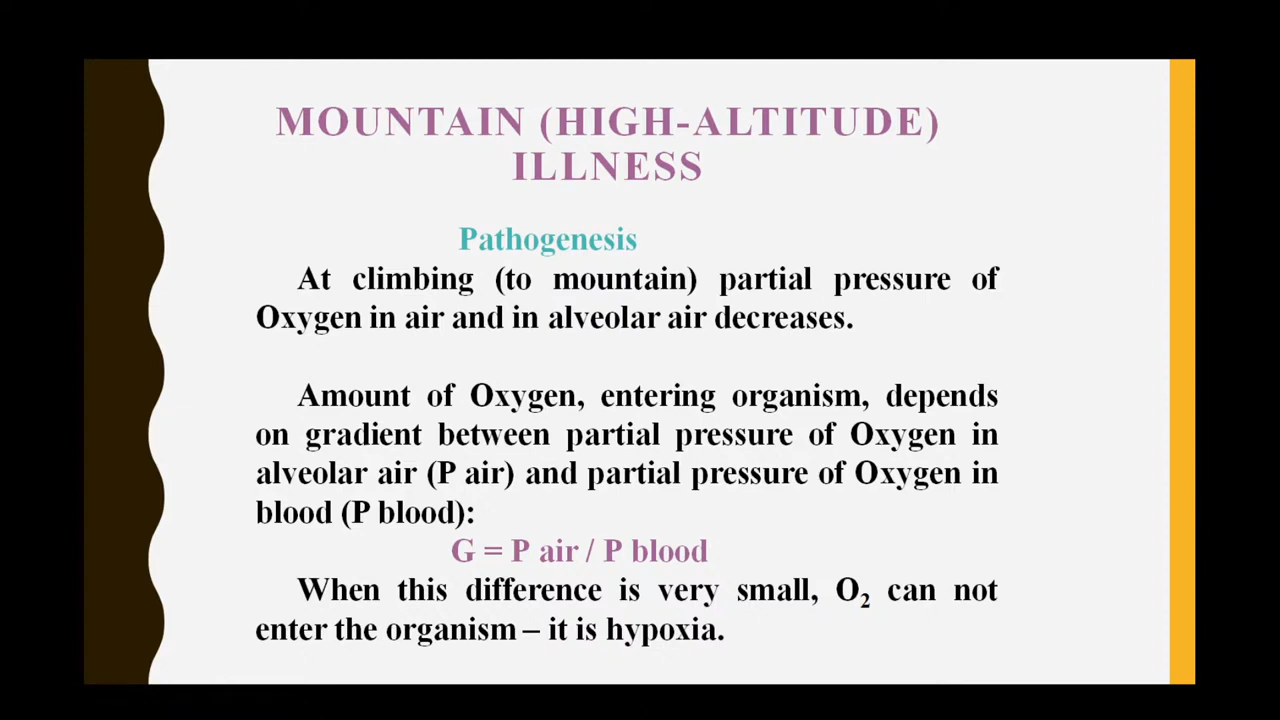 MOUNTAIN (HIGH-ALTITUDE)
ILLNESS
Pathogenesis
At climbing (to mountain) partial pressure of
Oxygen in air and in alveolar air decreases.
Amount of Oxygen, entering organism, depends
on gradient between partial pressure of Oxygen in
alveolar air (P air) and partial pressure of Oxygen in
blood (P blood):
G = P air / P blood
When this difference is very small, O₂ can not
enter the organism – it is hypoxia.